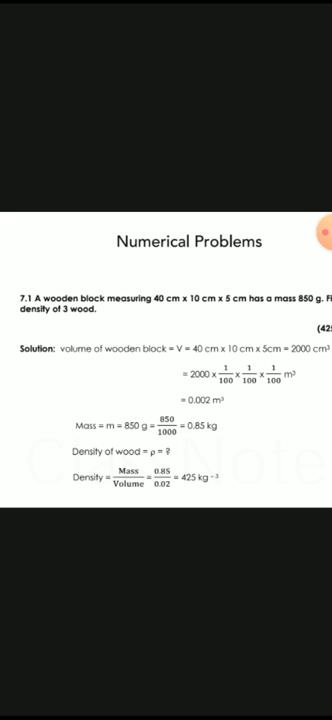 Numerical Problems
7.1 A wooden block measuring 40 cm x 10 cm x 5 cm has a mass 850 g. Fi
density of 3 wood.
(425
Solution: volume of wooden block = V = 40 cm x 10 cm x 5cm = 2000 cm³
= 2000 x 1/100 x 1/100 x 1/100 m³
= 0.002 m³
Mass = m = 850 g = 850/1000 = 0.85 kg
Density of wood = ρ = ?
Density = Mass/Volume = 0.85/0.02 = 425 kg⁻³